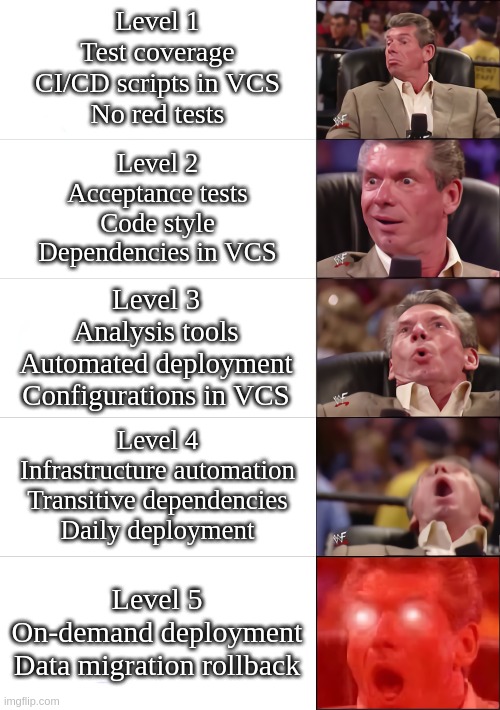 Level 1
Test coverage
CI/CD scripts in VCS
No red tests
Level 2
Acceptance tests
Code style
Dependencies in VCS
Level 3
Analysis tools
Automated deployment
Configurations in VCS
Level 4
Infrastructure automation
Transitive dependencies
Daily deployment
Level 5
On-demand deployment
Data migration rollback
imgflip.com